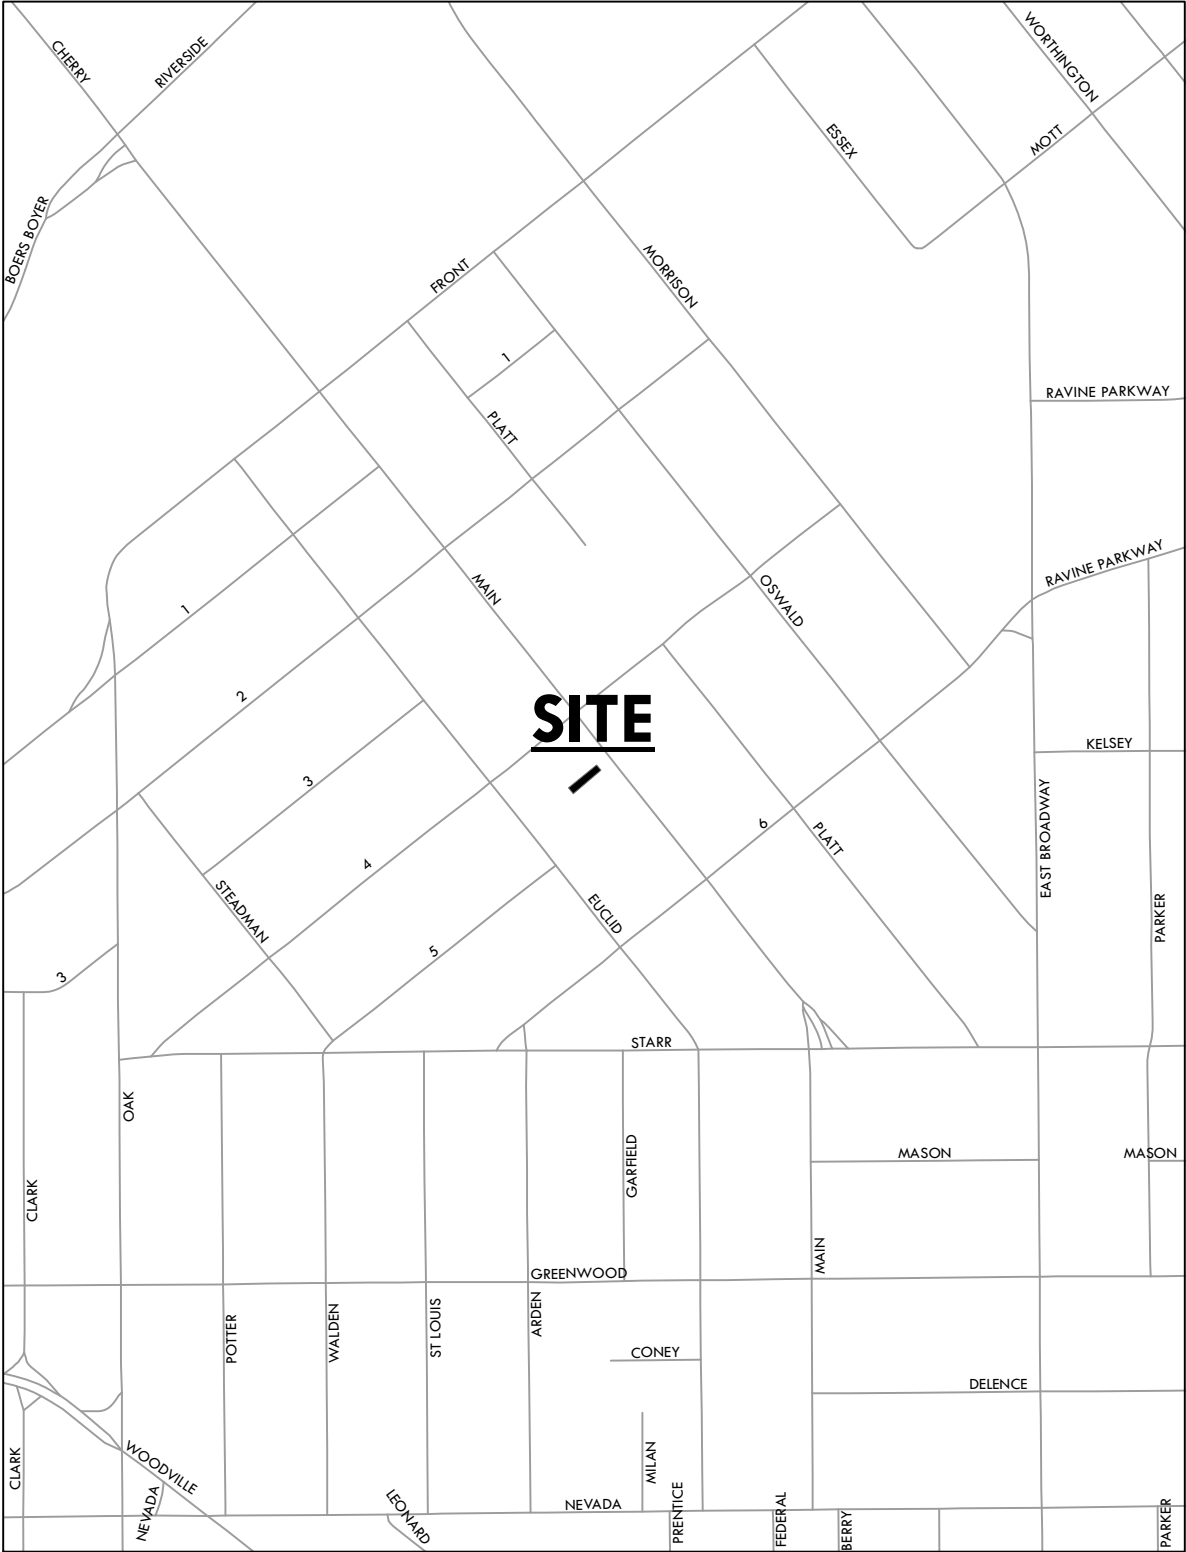 CHERRY
RIVERSIDE
WORTHINGTON
ESSEX
MOTT
BOERS BOYER
FRONT
MORRISON
1
PLATT
RAVINE PARKWAY
RAVINE PARKWAY
MAIN
OSWALD
1
2
SITE
KELSEY
3
EAST BROADWAY
6
PLATT
4
STEADMAN
EUCLID
PARKER
5
3
STARR
OAK
GARFIELD
MASON
MASON
CLARK
MAIN
GREENWOOD
POTTER
WALDEN
ST LOUIS
ARDEN
CONEY
DELENCE
CLARK
WOODVILLE
MILAN
NEVADA
LEONARD
NEVADA
PRENTICE
FEDERAL
BERRY
PARKER